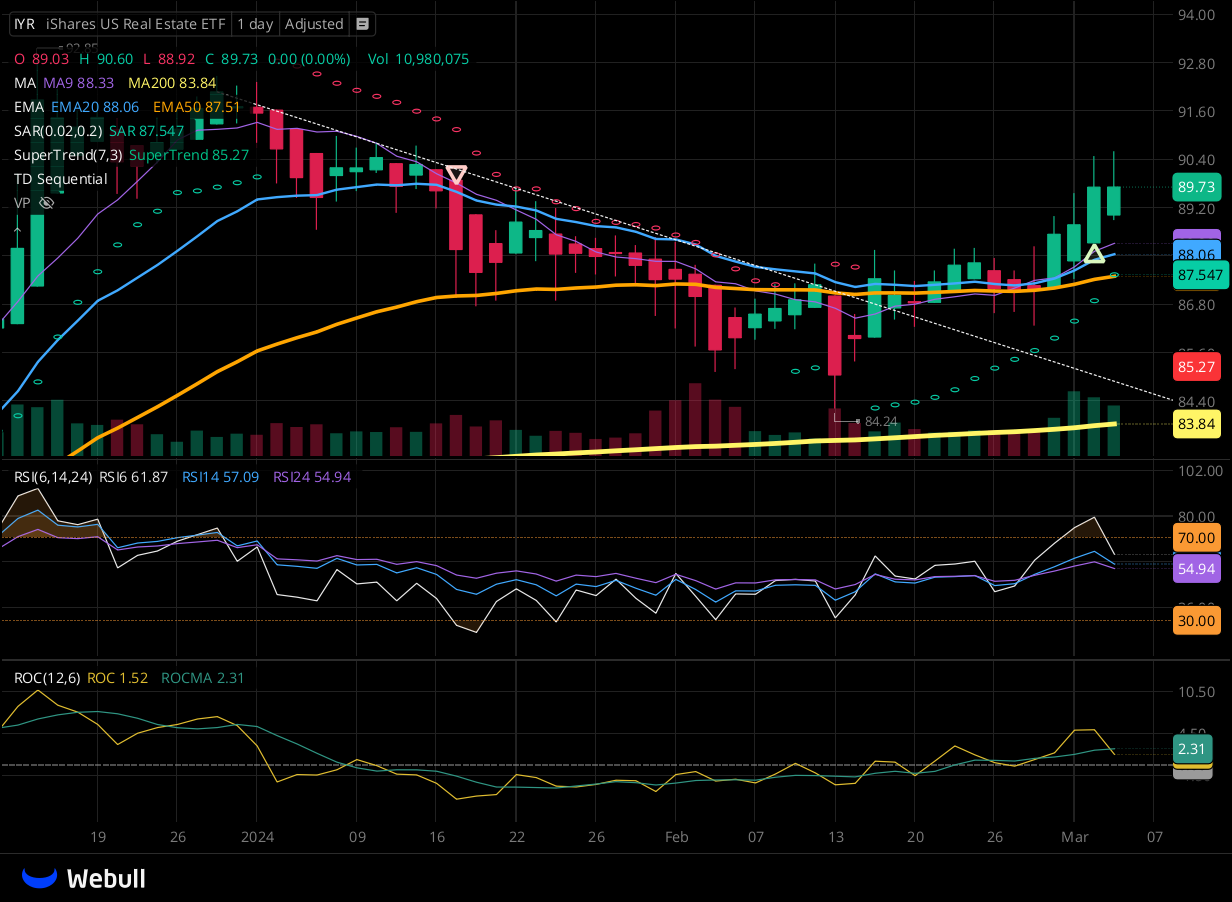 IYR iShares US Real Estate ETF 1 day Adjusted
94.00
O 89.03 H 90.60 L 88.92 C 89.73 0.00 (0.00%) Vol 10,980,075
92.80
MA MA9 88.33 MA200 83.84
EMA EMA20 88.06 EMA50 87.51
91.60
SAR(0.02,0.2) SAR 87.547
SuperTrend(7,3) SuperTrend 85.27
90.40
TD Sequential
89.73
VP
89.20
88.06
87.547
86.80
85.27
84.40
84.24
83.84
RSI(6,14,24) RSI6 61.87 RSI14 57.09 RSI24 54.94
102.00
80.00
70.00
54.94
30.00
ROC(12,6) ROC 1.52 ROCMA 2.31
10.50
4.50
2.31
19 26 2024 09 16 22 26 Feb 07 13 20 26 Mar 07
Webull